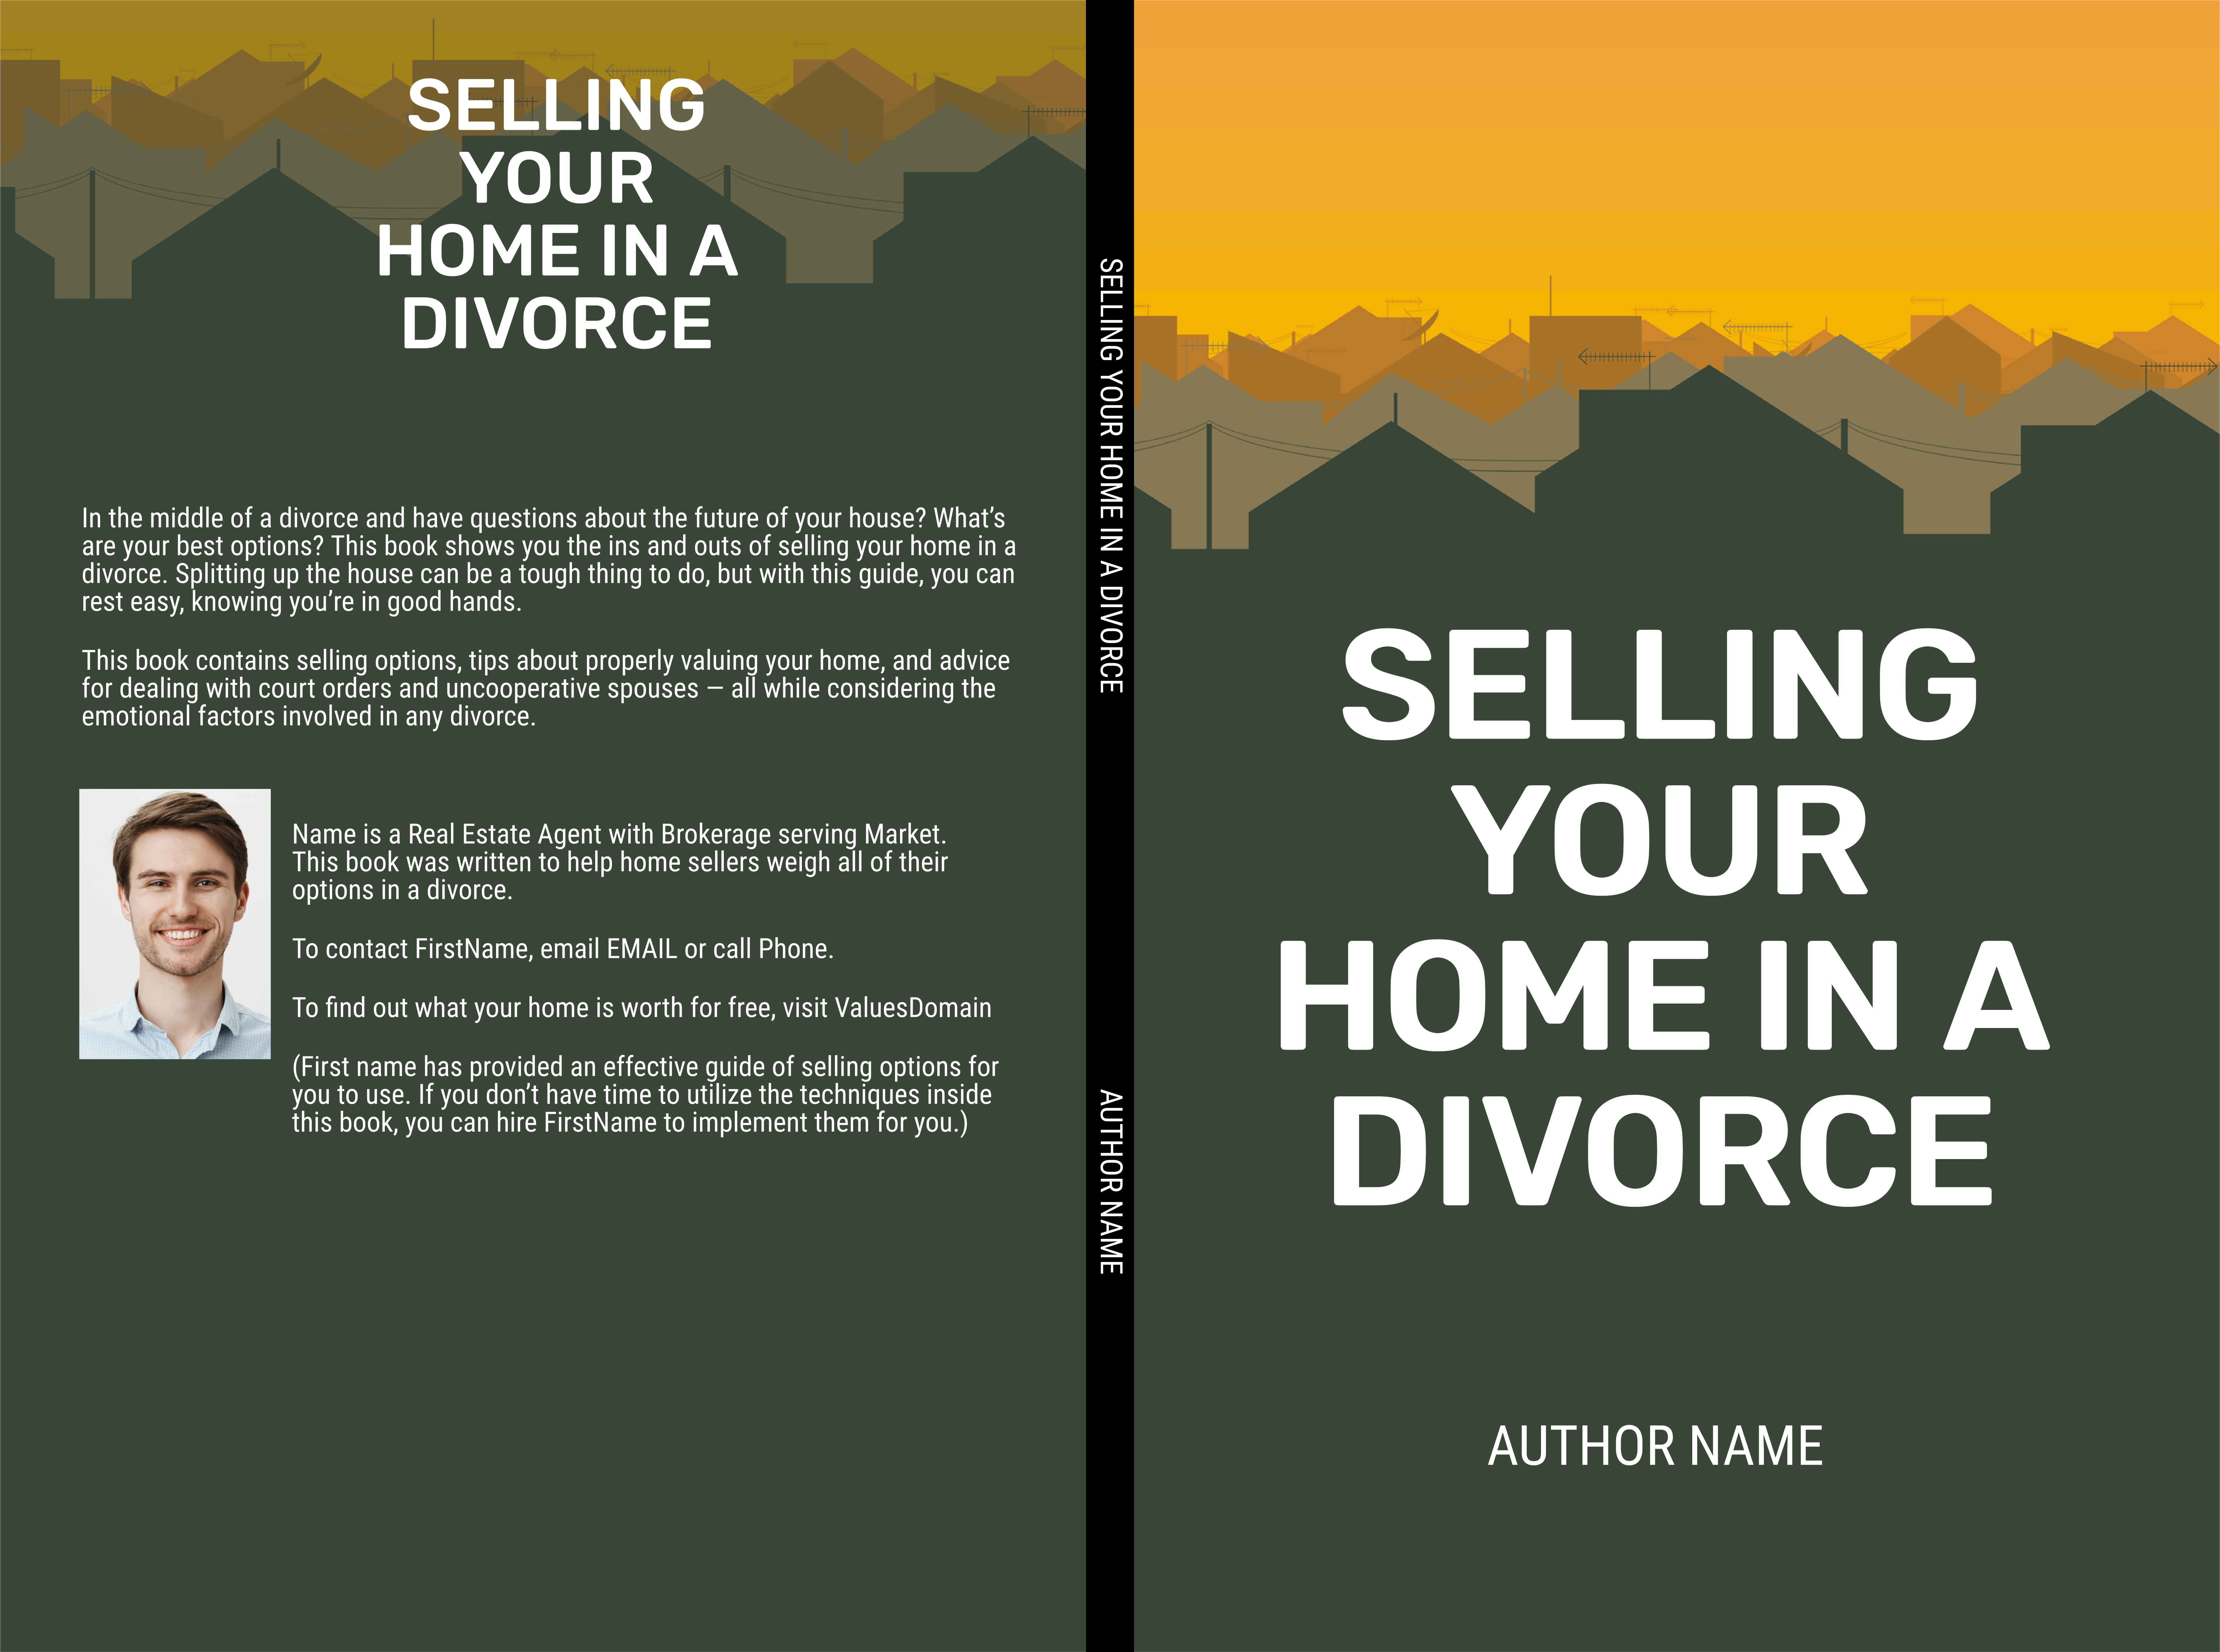 SELLING
YOUR
HOME IN A
DIVORCE
In the middle of a divorce and have questions about the future of your house? What’s
are your best options? This book shows you the ins and outs of selling your home in a
divorce. Splitting up the house can be a tough thing to do, but with this guide, you can
rest easy, knowing you’re in good hands.
This book contains selling options, tips about properly valuing your home, and advice
for dealing with court orders and uncooperative spouses — all while considering the
emotional factors involved in any divorce.
Name is a Real Estate Agent with Brokerage serving Market.
This book was written to help home sellers weigh all of their
options in a divorce.
To contact FirstName, email EMAIL or call Phone.
To find out what your home is worth for free, visit ValuesDomain
(First name has provided an effective guide of selling options for
you to use. If you don’t have time to utilize the techniques inside
this book, you can hire FirstName to implement them for you.)
SELLING YOUR HOME IN A DIVORCE
AUTHOR NAME
SELLING
YOUR
HOME IN A
DIVORCE
AUTHOR NAME